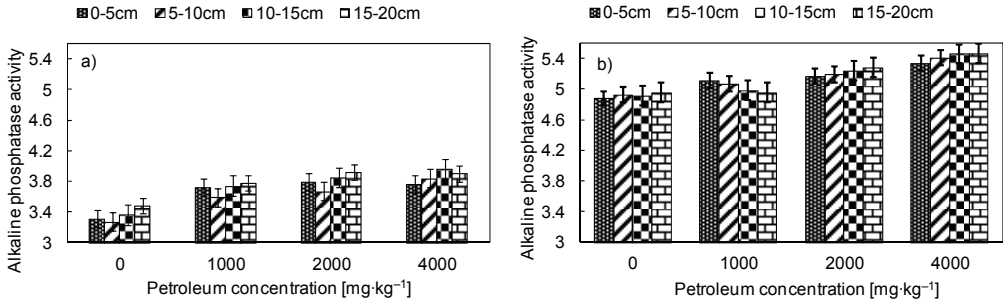 0-5cm 5-10cm 10-15cm 15-20cm
a)
Alkaline phosphatase activity
5.4
5
4.6
4.2
3.8
3.4
3
0 1000 2000 4000
Petroleum concentration [mg·kg⁻¹]
0-5cm 5-10cm 10-15cm 15-20cm
b)
Alkaline phosphatase activity
5.4
5
4.6
4.2
3.8
3.4
3
0 1000 2000 4000
Petroleum concentration [mg·kg⁻¹]